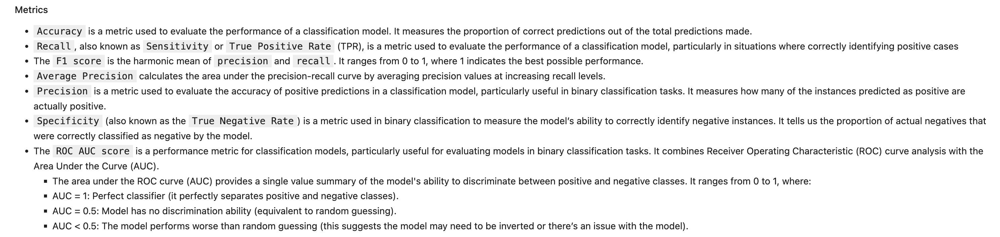 Metrics
• Accuracy is a metric used to evaluate the performance of a classification model. It measures the proportion of correct predictions out of the total predictions made.
• Recall, also known as Sensitivity or True Positive Rate (TPR), is a metric used to evaluate the performance of a classification model, particularly in situations where correctly identifying positive cases
• The F1 score is the harmonic mean of precision and recall. It ranges from 0 to 1, where 1 indicates the best possible performance.
• Average Precision calculates the area under the precision-recall curve by averaging precision values at increasing recall levels.
• Precision is a metric used to evaluate the accuracy of positive predictions in a classification model, particularly useful in binary classification tasks. It measures how many of the instances predicted as positive are
actually positive.
• Specificity (also known as the True Negative Rate) is a metric used in binary classification to measure the model’s ability to correctly identify negative instances. It tells us the proportion of actual negatives that
were correctly classified as negative by the model.
• The ROC AUC score is a performance metric for classification models, particularly useful for evaluating models in binary classification tasks. It combines Receiver Operating Characteristic (ROC) curve analysis with the
Area Under the Curve (AUC).
▪ The area under the ROC curve (AUC) provides a single value summary of the model's ability to discriminate between positive and negative classes. It ranges from 0 to 1, where:
▪ AUC = 1: Perfect classifier (it perfectly separates positive and negative classes).
▪ AUC = 0.5: Model has no discrimination ability (equivalent to random guessing).
▪ AUC < 0.5: The model performs worse than random guessing (this suggests the model may need to be inverted or there’s an issue with the model).